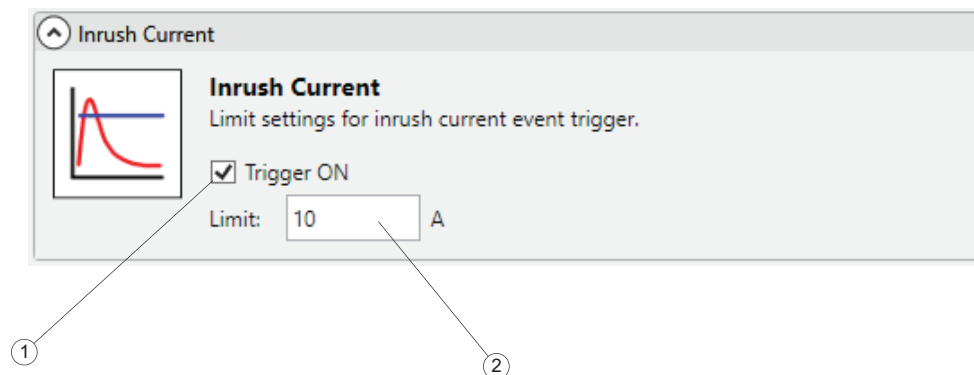 Inrush Current
Inrush Current
Limit settings for inrush current event trigger.
Trigger ON
Limit: 10 A
1
2